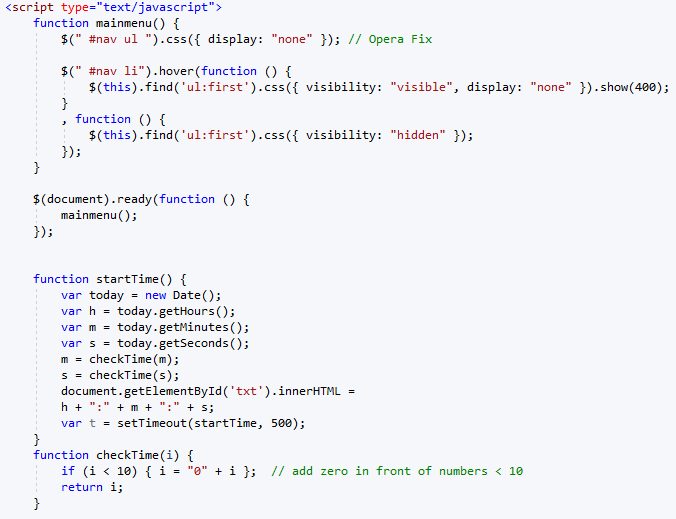 <script type="text/javascript">
    function mainmenu() {
        $(" #nav ul ").css({ display: "none" }); // Opera Fix

        $(" #nav li").hover(function () {
            $(this).find('ul:first').css({ visibility: "visible", display: "none" }).show(400);
        }
        , function () {
            $(this).find('ul:first').css({ visibility: "hidden" });
        });
    }

    $(document).ready(function () {
        mainmenu();
    });


    function startTime() {
        var today = new Date();
        var h = today.getHours();
        var m = today.getMinutes();
        var s = today.getSeconds();
        m = checkTime(m);
        s = checkTime(s);
        document.getElementById('txt').innerHTML =
        h + ":" + m + ":" + s;
        var t = setTimeout(startTime, 500);
    }
    function checkTime(i) {
        if (i < 10) { i = "0" + i };  // add zero in front of numbers < 10
        return i;
    }